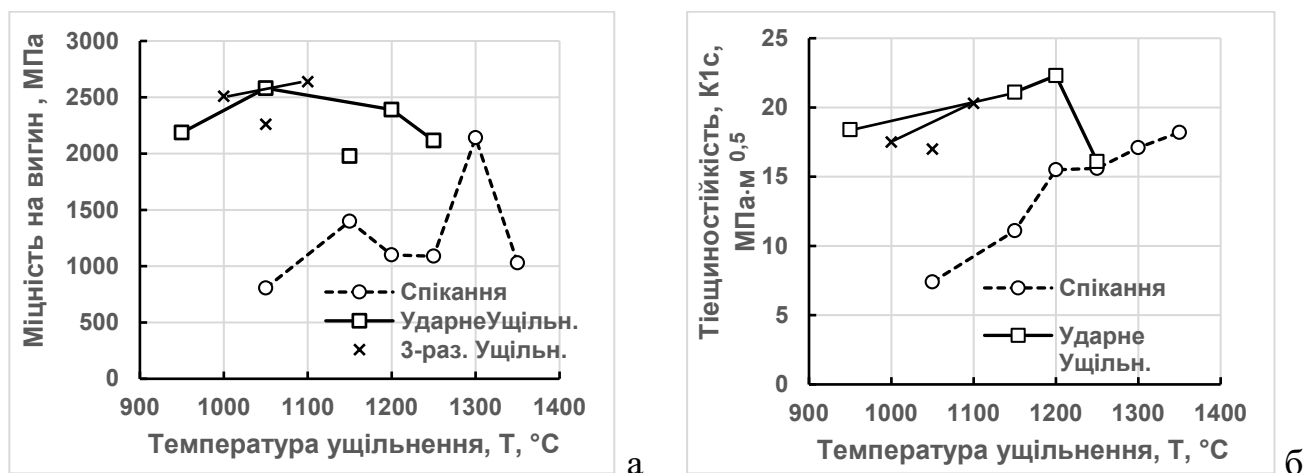 Міцність на вигин , МПа
3000
2500
2000
1500
1000
500
0
900 1000 1100 1200 1300 1400
Температура ущільнення, Т, °С
Спікання
УдарнеУщільн.
3-раз. Ущільн.
а
Тієщиностійкість, К1с,
МПа·м 0,5
25
20
15
10
5
0
900 1000 1100 1200 1300 1400
Температура ущільнення, Т, °С
Спікання
Ударне
Ущільн.
б